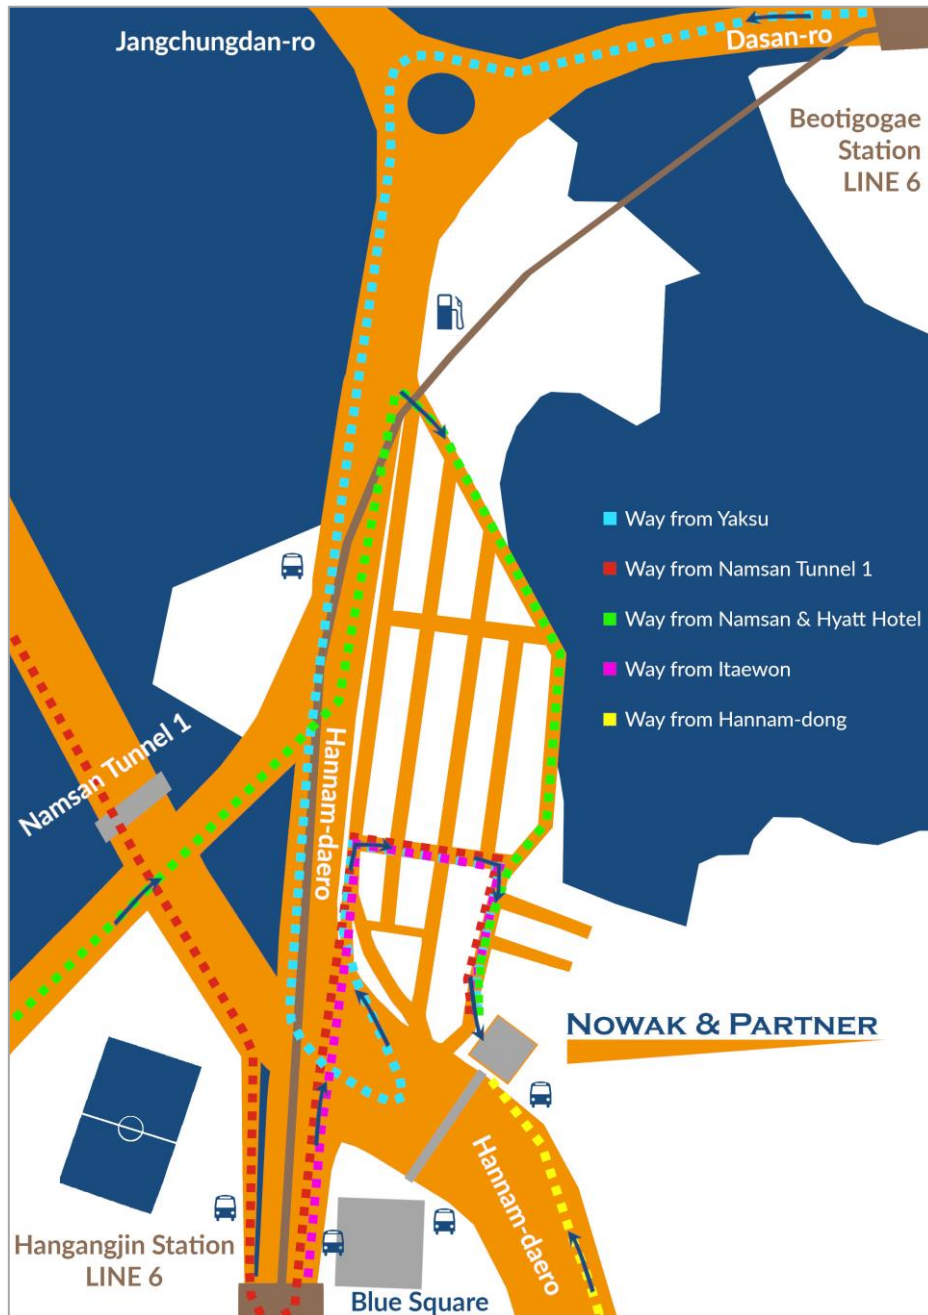 Jangchungdan-ro
Dasan-ro
Beotigogae
Station
LINE 6
Way from Yaksu
Way from Namsan Tunnel 1
Way from Namsan & Hyatt Hotel
Way from Itaewon
Way from Hannam-dong
Namsan Tunnel 1
Hannam-daero
NOWAK & PARTNER
Hannam-daero
Hangangjin Station
LINE 6
Blue Square